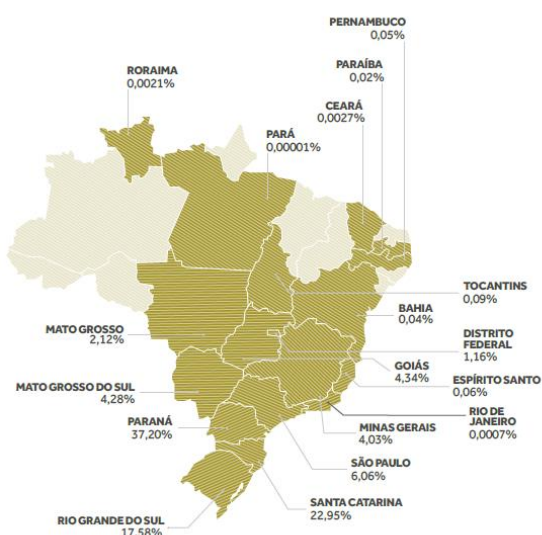 PERNAMBUCO
0,05%
PARAÍBA
0,02%
RORAIMA
0,0021%
CEARÁ
0,0027%
PARÁ
0,00001%
TOCANTINS
0,09%
BAHIA
0,04%
MATO GROSSO
2,12%
DISTRITO
FEDERAL
1,16%
GOIÁS
4,34%
ESPÍRITO SANTO
0,06%
MATO GROSSO DO SUL
4,28%
RIO DE
JANEIRO
0,0007%
PARANÁ
37,20%
MINAS GERAIS
4,03%
SÃO PAULO
6,06%
SANTA CATARINA
22,95%
RIO GRANDE DO SUL
17,58%